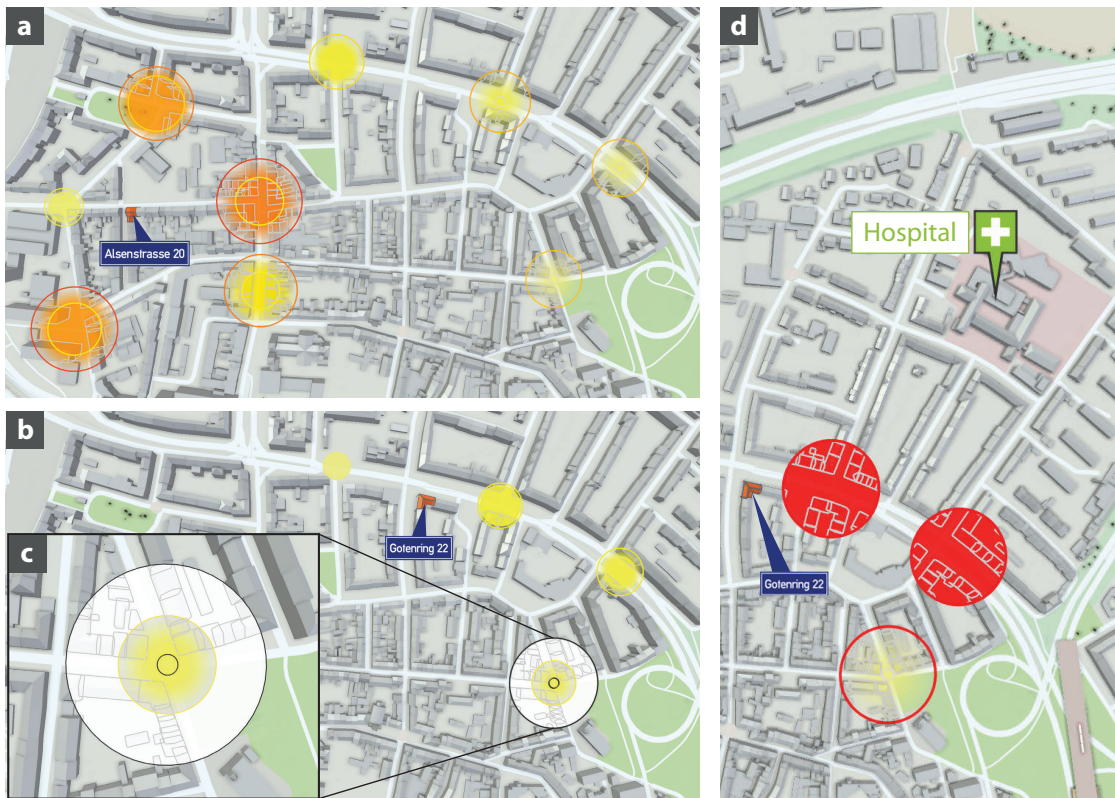 a
Alsenstrasse 20
b
Gotenring 22
c
d
Hospital
Gotenring 22